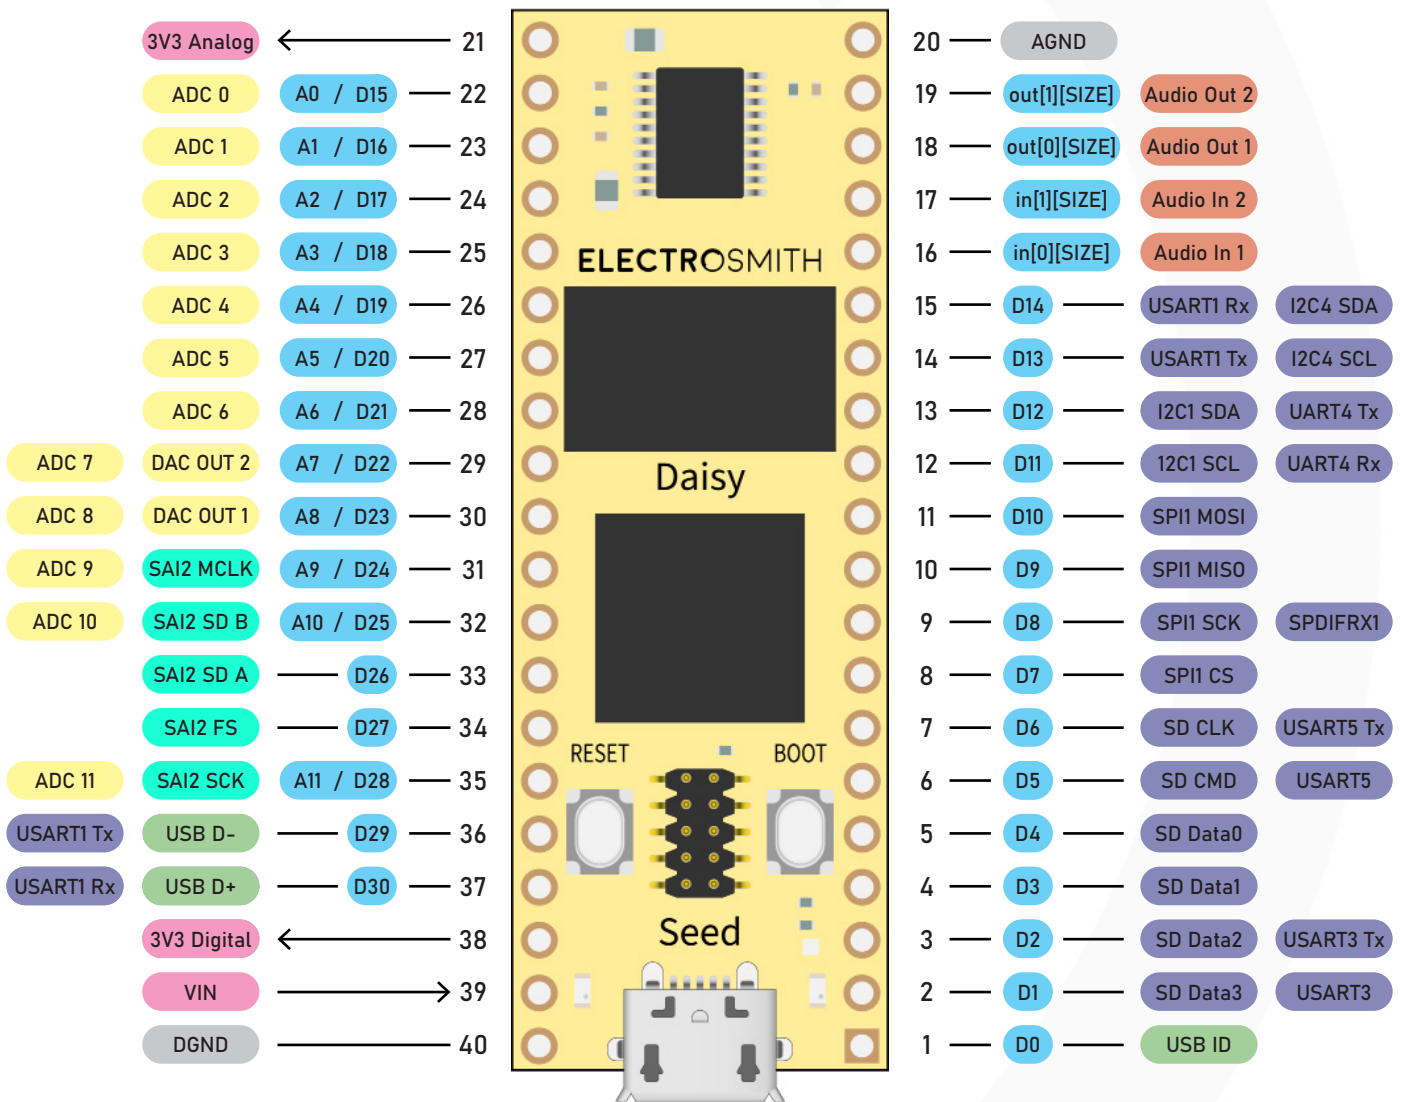 3V3 Analog 21 20 AGND
ADC 0 A0 / D15 22 19 out[1][SIZE] Audio Out 2
ADC 1 A1 / D16 23 18 out[0][SIZE] Audio Out 1
ADC 2 A2 / D17 24 17 in[1][SIZE] Audio In 2
ADC 3 A3 / D18 25 ELECTROSMITH 16 in[0][SIZE] Audio In 1
ADC 4 A4 / D19 26 15 D14 USART1 Rx I2C4 SDA
ADC 5 A5 / D20 27 14 D13 USART1 Tx I2C4 SCL
ADC 6 A6 / D21 28 13 D12 I2C1 SDA UART4 Tx
ADC 7 DAC OUT 2 A7 / D22 29 Daisy 12 D11 12C1 SCL UART4 Rx
ADC 8 DAC OUT 1 A8 / D23 30 11 D10 SPI1 MOSI
ADC 9 SAI2 MCLK A9 / D24 31 10 D9 SPI1 MISO
ADC 10 SAI2 SD B A10 / D25 32 9 D8 SPI1 SCK SPDIFRX1
SAI2 SD A D26 33 8 D7 SPI1 CS
SAI2 FS D27 34 7 D6 SD CLK USART5 Tx
RESET BOOT
ADC 11 SAI2 SCK A11 / D28 35 6 D5 SD CMD USART5
USART1 Tx USB D- D29 36 5 D4 SD Data0
USART1 Rx USB D+ D30 37 4 D3 SD Data1
3V3 Digital 38 Seed 3 D2 SD Data2 USART3 Tx
VIN 39 2 D1 SD Data3 USART3
DGND 40 1 D0 USB ID